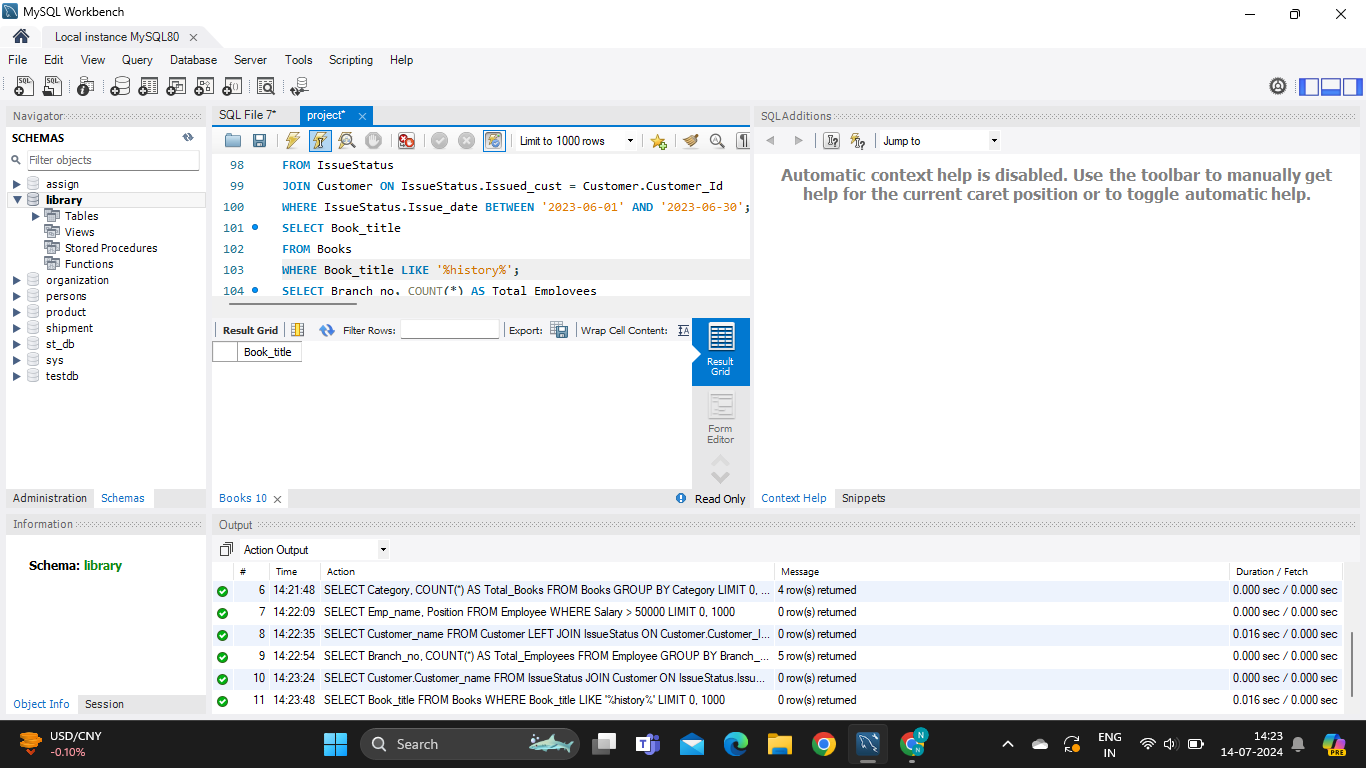 MySQL Workbench
Local instance MySQL80
File Edit View Query Database Server Tools Scripting Help
Navigator
SCHEMAS
Filter objects
assign
library
Tables
Views
Stored Procedures
Functions
organization
persons
product
shipment
st_db
sys
testdb
Administration Schemas
Information
Schema: library
Object Info Session
SQL File 7* project*
Limit to 1000 rows
98 FROM IssueStatus
99 JOIN Customer ON IssueStatus.Issued_cust = Customer.Customer_Id
100 WHERE IssueStatus.Issue_date BETWEEN '2023-06-01' AND '2023-06-30';
101 SELECT Book_title
102 FROM Books
103 WHERE Book_title LIKE '%history%';
104 SELECT Branch_no, COUNT(*) AS Total_Employees
Result Grid Filter Rows: Export: Wrap Cell Content:
Book_title
Result Grid
Form Editor
Books 10 Read Only
SQLAdditions
Jump to
Automatic context help is disabled. Use the toolbar to manually get
help for the current caret position or to toggle automatic help.
Context Help Snippets
Output
Action Output
# Time Action Message Duration / Fetch
6 14:21:48 SELECT Category, COUNT(*) AS Total_Books FROM Books GROUP BY Category LIMIT 0, ... 4 row(s) returned 0.000 sec / 0.000 sec
7 14:22:09 SELECT Emp_name, Position FROM Employee WHERE Salary > 50000 LIMIT 0, 1000 0 row(s) returned 0.000 sec / 0.000 sec
8 14:22:35 SELECT Customer_name FROM Customer LEFT JOIN IssueStatus ON Customer.Customer_I... 0 row(s) returned 0.016 sec / 0.000 sec
9 14:22:54 SELECT Branch_no, COUNT(*) AS Total_Employees FROM Employee GROUP BY Branch_... 5 row(s) returned 0.000 sec / 0.000 sec
10 14:23:24 SELECT Customer.Customer_name FROM IssueStatus JOIN Customer ON IssueStatus.Issu... 0 row(s) returned 0.000 sec / 0.000 sec
11 14:23:48 SELECT Book_title FROM Books WHERE Book_title LIKE '%history%' LIMIT 0, 1000 0 row(s) returned 0.016 sec / 0.000 sec
USD/CNY
-0.10%
Search
ENG
IN
14:23
14-07-2024
PRE